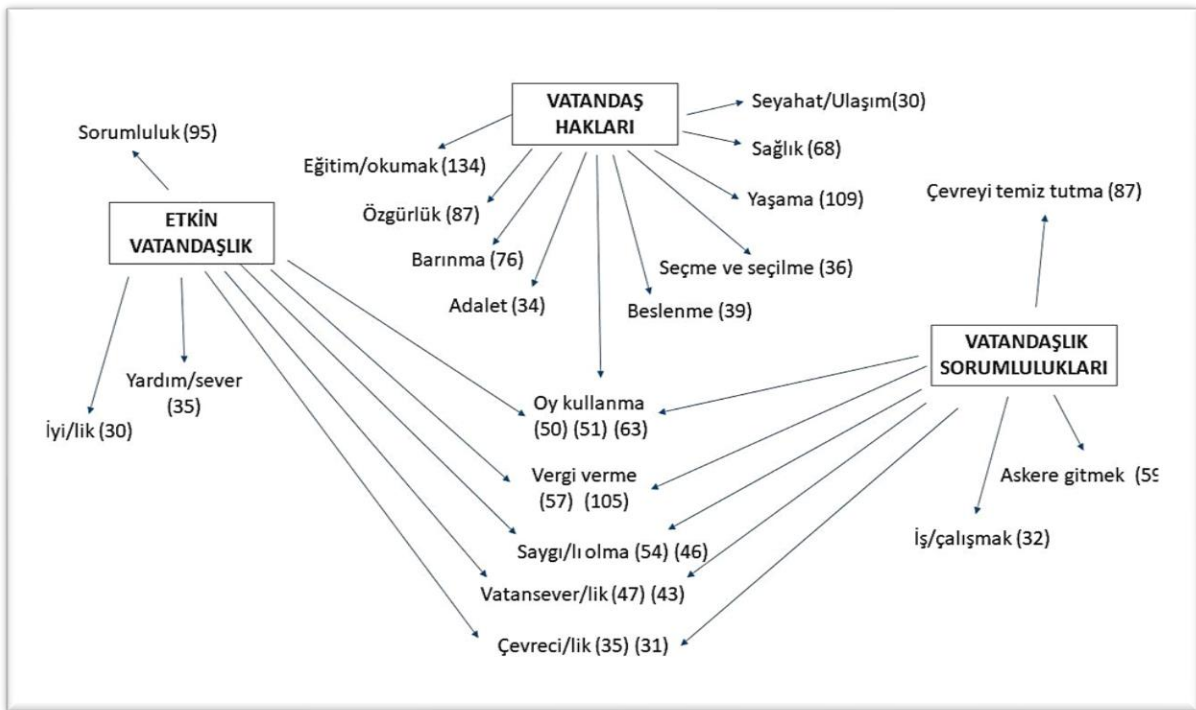 VATANDAŞ
HAKLARI
Seyahat/Ulaşım(30)
Sorumluluk (95)
Sağlık (68)
Eğitim/okumak (134)
Yaşama (109)
Çevreyi temiz tutma (87)
Özgürlük (87)
ETKİN
VATANDAŞLIK
Barınma (76)
Seçme ve seçilme (36)
Adalet (34)
Beslenme (39)
VATANDAŞLIK
SORUMLULUKLARI
Yardım/sever
(35)
İyi/lik (30)
Oy kullanma
(50) (51) (63)
Vergi verme
(57) (105)
Askere gitmek (59
Saygı/lı olma (54) (46)
İş/çalışmak (32)
Vatansever/lik (47) (43)
Çevreci/lik (35) (31)